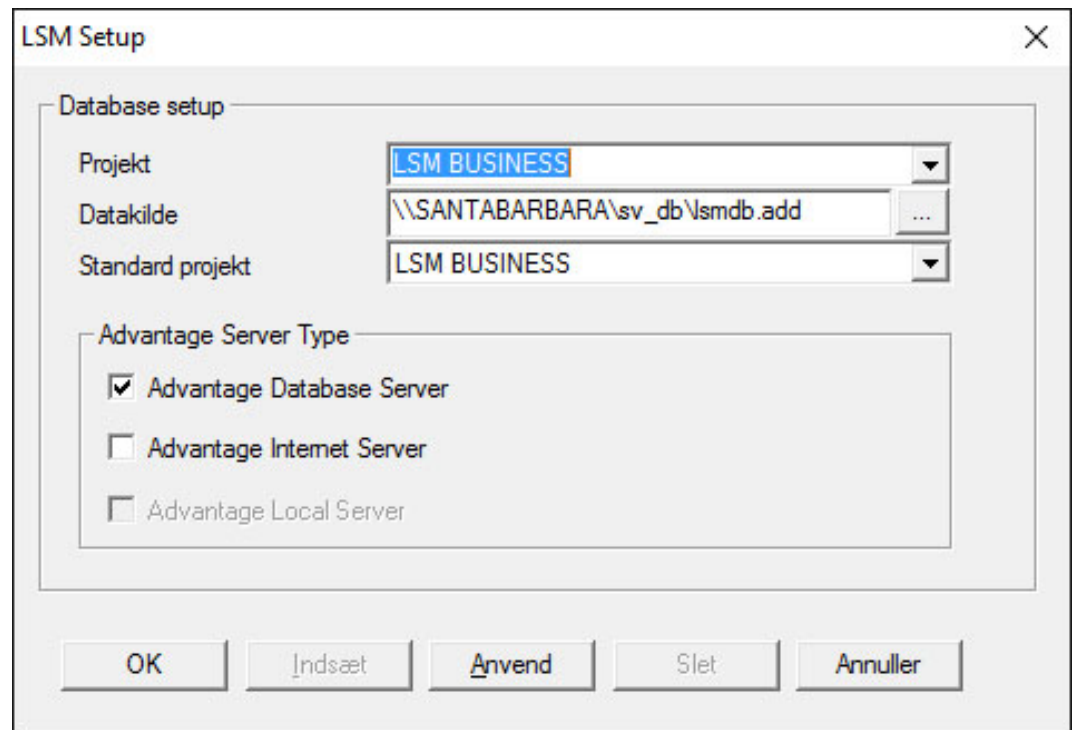 LSM Setup
Database setup
Projekt LSM BUSINESS
Datakilde \\SANTABARBARA\sv_db\lsmdb.add ...
Standard projekt LSM BUSINESS
Advantage Server Type
Advantage Database Server
Advantage Internet Server
Advantage Local Server
OK Indsæt Anvend Slet Annuller